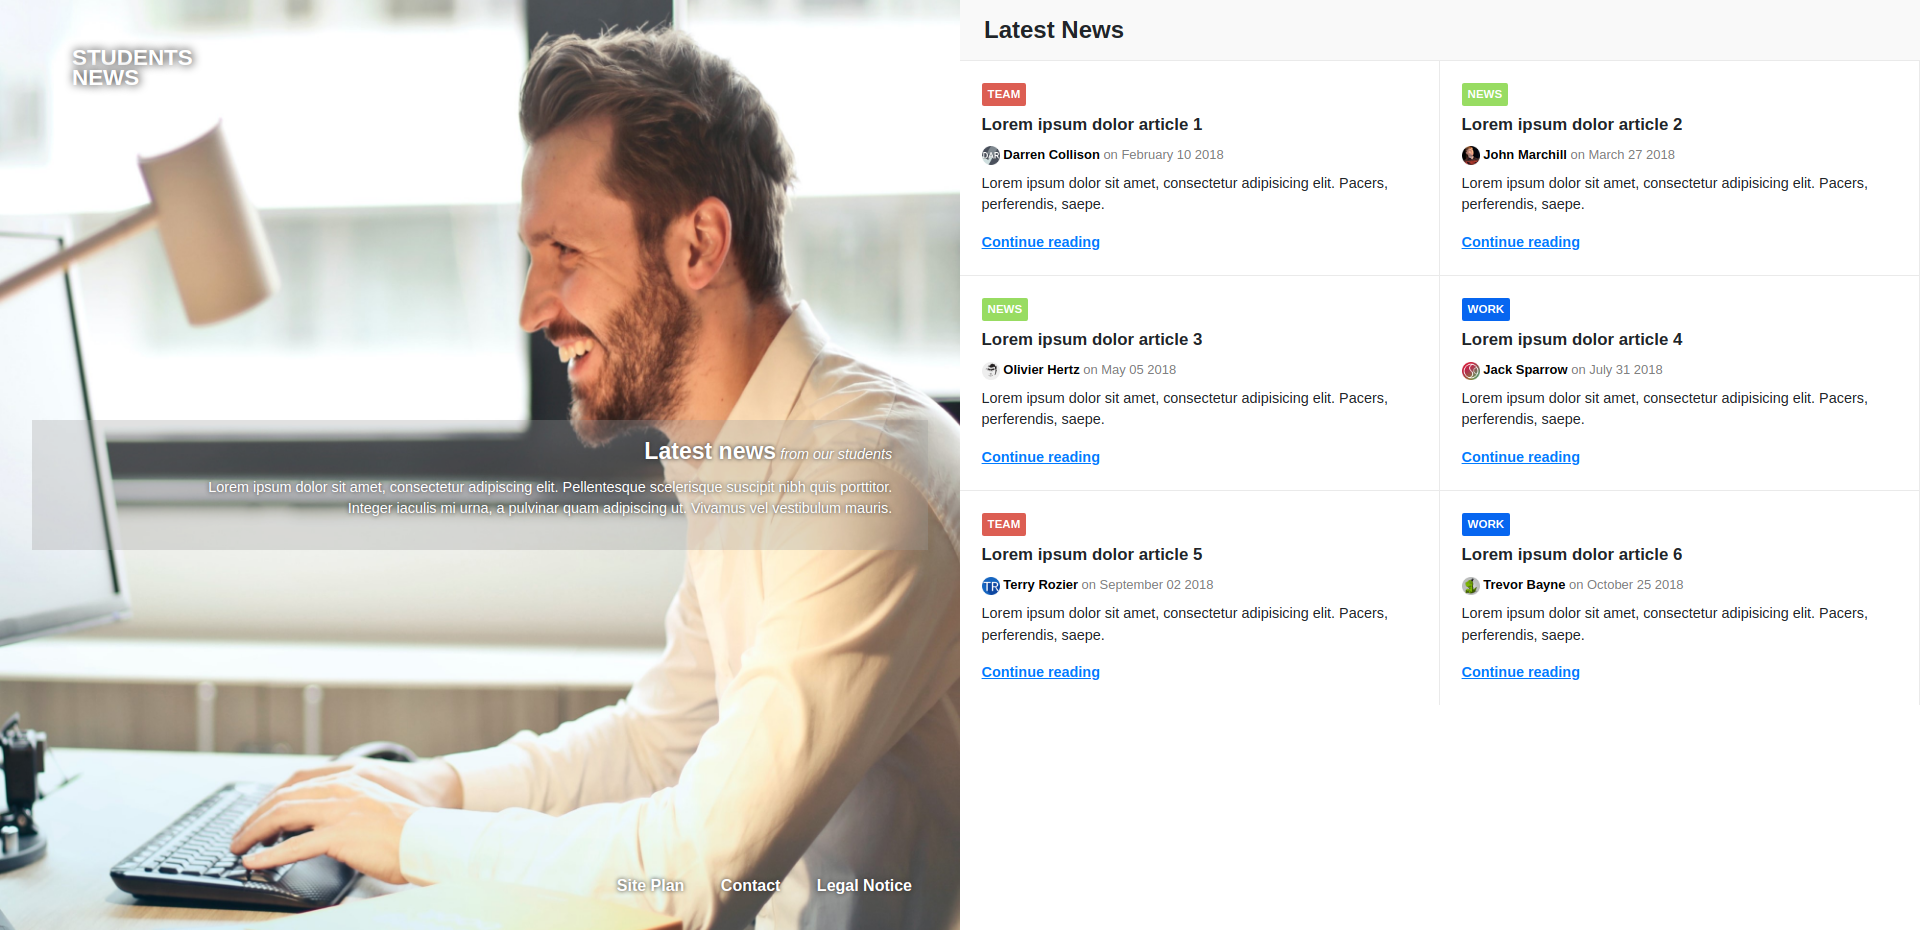 STUDENTS
NEWS
Latest news from our students
Lorem ipsum dolor sit amet, consectetur adipiscing elit. Pellentesque scelerisque suscipit nibh quis porttitor.
Integer iaculis mi urna, a pulvinar quam adipiscing ut. Vivamus vel vestibulum mauris.
Site Plan
Contact
Legal Notice
Latest News
TEAM
Lorem ipsum dolor article 1
DAR Darren Collison on February 10 2018
Lorem ipsum dolor sit amet, consectetur adipisicing elit. Pacers,
perferendis, saepe.
Continue reading
NEWS
Lorem ipsum dolor article 2
John Marchill on March 27 2018
Lorem ipsum dolor sit amet, consectetur adipisicing elit. Pacers,
perferendis, saepe.
Continue reading
NEWS
Lorem ipsum dolor article 3
Olivier Hertz on May 05 2018
Lorem ipsum dolor sit amet, consectetur adipisicing elit. Pacers,
perferendis, saepe.
Continue reading
WORK
Lorem ipsum dolor article 4
Jack Sparrow on July 31 2018
Lorem ipsum dolor sit amet, consectetur adipisicing elit. Pacers,
perferendis, saepe.
Continue reading
TEAM
Lorem ipsum dolor article 5
TR Terry Rozier on September 02 2018
Lorem ipsum dolor sit amet, consectetur adipisicing elit. Pacers,
perferendis, saepe.
Continue reading
WORK
Lorem ipsum dolor article 6
Trevor Bayne on October 25 2018
Lorem ipsum dolor sit amet, consectetur adipisicing elit. Pacers,
perferendis, saepe.
Continue reading